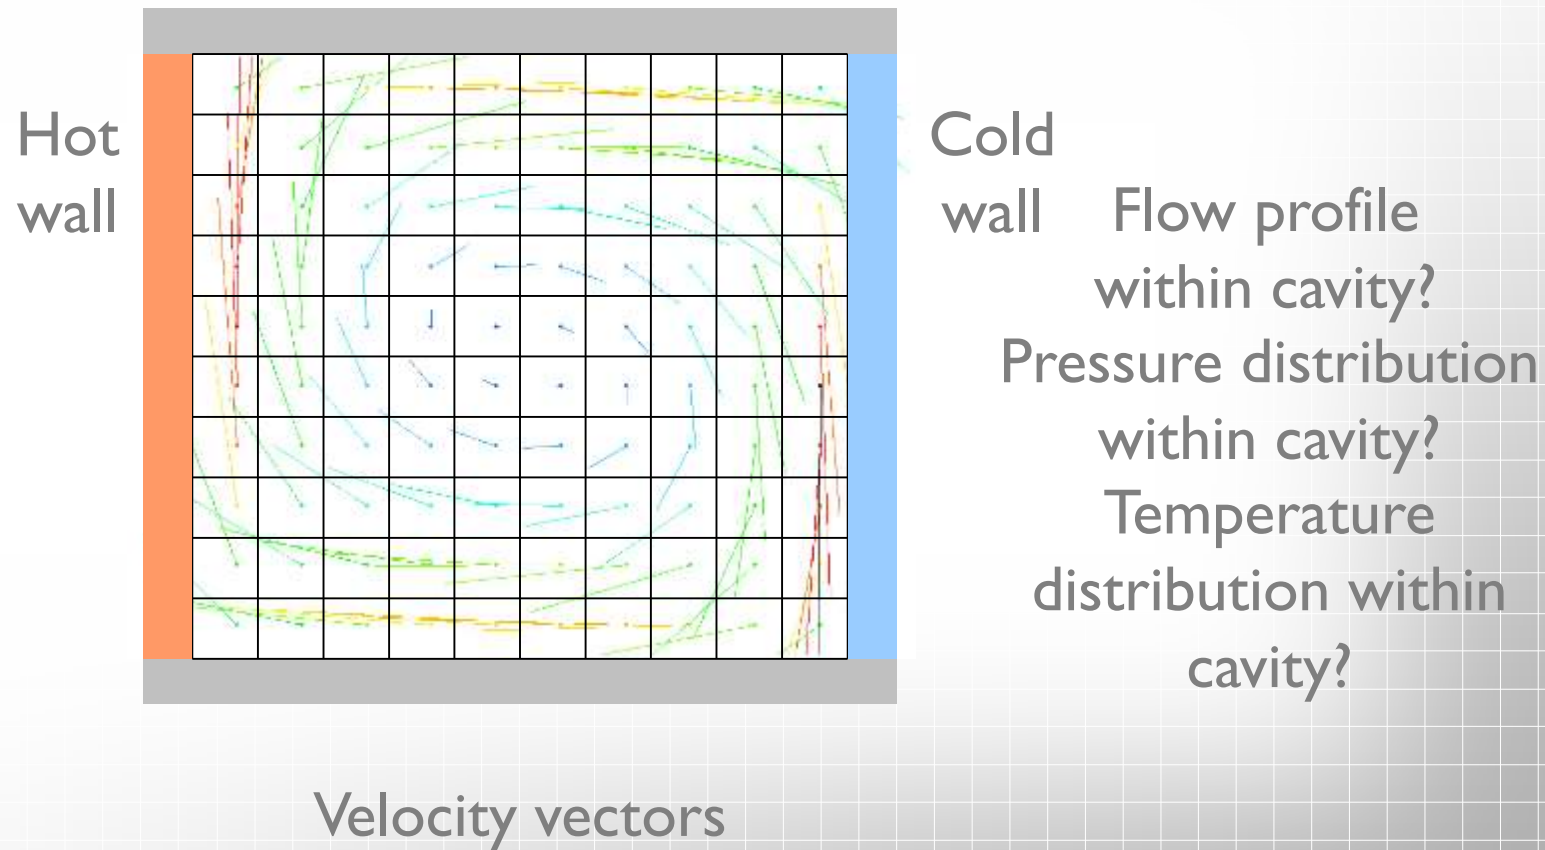 Hot
wall
Cold
wall
Flow profile
within cavity?
Pressure distribution
within cavity?
Temperature
distribution within
cavity?
Velocity vectors